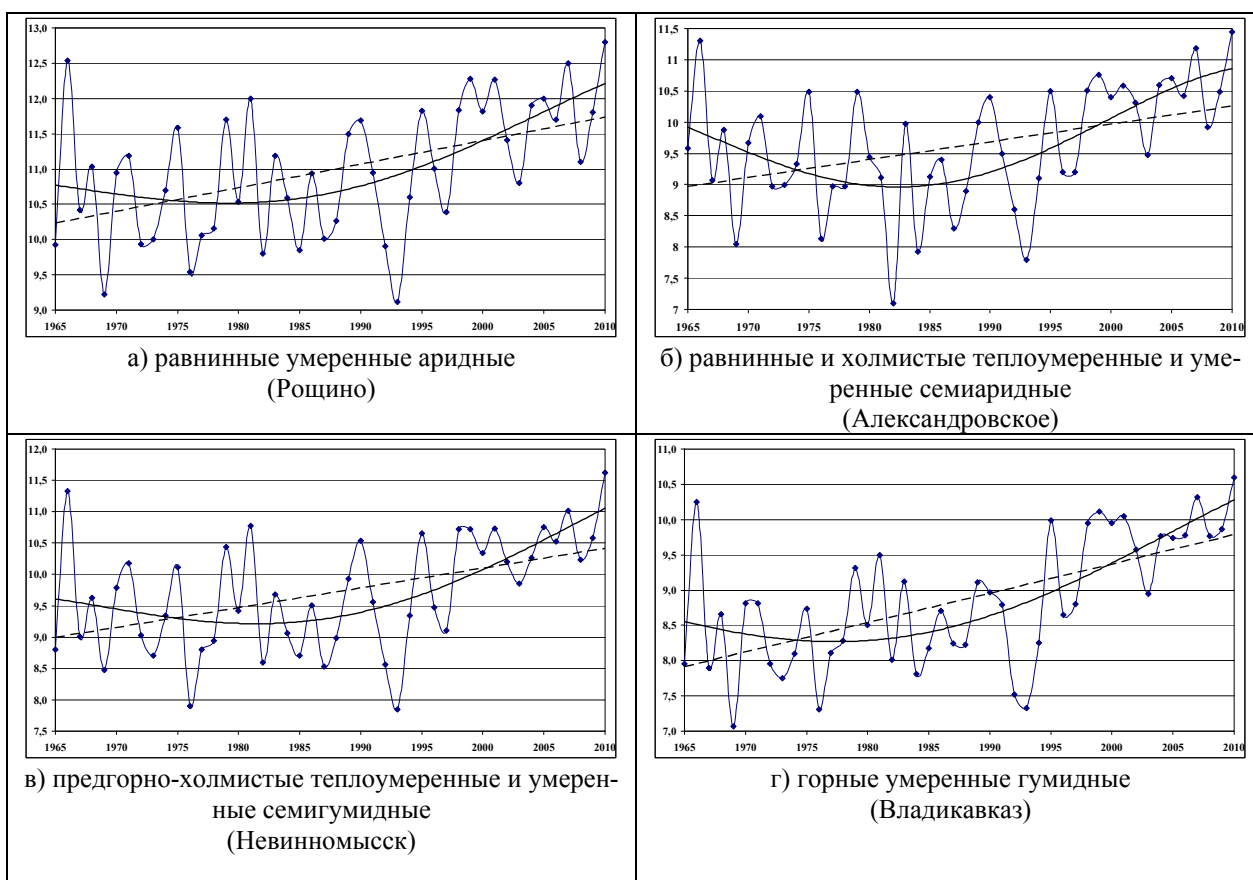 13,0
12,5
12,0
11,5
11,0
10,5
10,0
9,5
9,0
1965 1970 1975 1980 1985 1990 1995 2000 2005 2010
а) равнинные умеренные аридные
(Рощино)
11,5
11
10,5
10
9,5
9
8,5
8
7,5
7
1965 1970 1975 1980 1985 1990 1995 2000 2005 2010
б) равнинные и холмистые теплоумеренные и уме-
ренные семиаридные
(Александровское)
12,0
11,5
11,0
10,5
10,0
9,5
9,0
8,5
8,0
7,5
1965 1970 1975 1980 1985 1990 1995 2000 2005 2010
в) предгорно-холмистые теплоумеренные и умерен-
ные семигумидные
(Невинномысск)
11,0
10,5
10,0
9,5
9,0
8,5
8,0
7,5
7,0
1965 1970 1975 1980 1985 1990 1995 2000 2005 2010
г) горные умеренные гумидные
(Владикавказ)